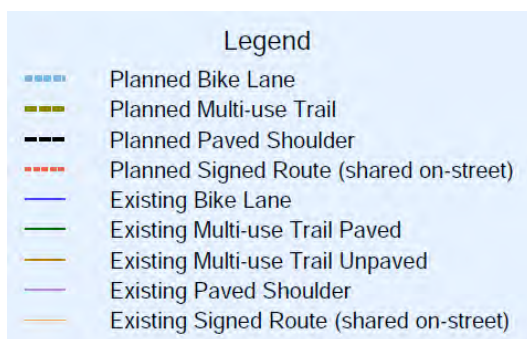 Legend
Planned Bike Lane
Planned Multi-use Trail
Planned Paved Shoulder
Planned Signed Route (shared on-street)
Existing Bike Lane
Existing Multi-use Trail Paved
Existing Multi-use Trail Unpaved
Existing Paved Shoulder
Existing Signed Route (shared on-street)